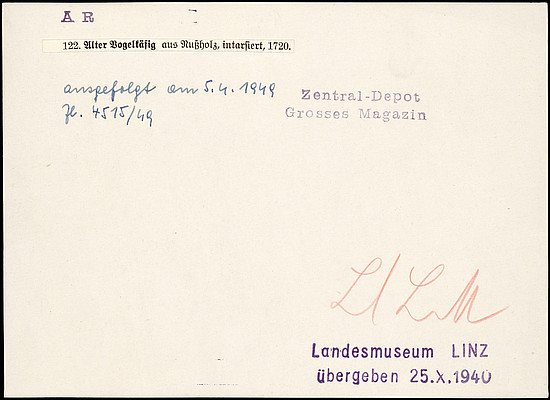 A R
122. Alter Vogelkäfig aus Nußholz, intarsiert, 1720.
ausgefolgt am 5.4.1949
Zl. 4515/49
Zentral-Depot
Grosses Magazin
L/LM
Landesmuseum LINZ
übergeben 25.X.1940